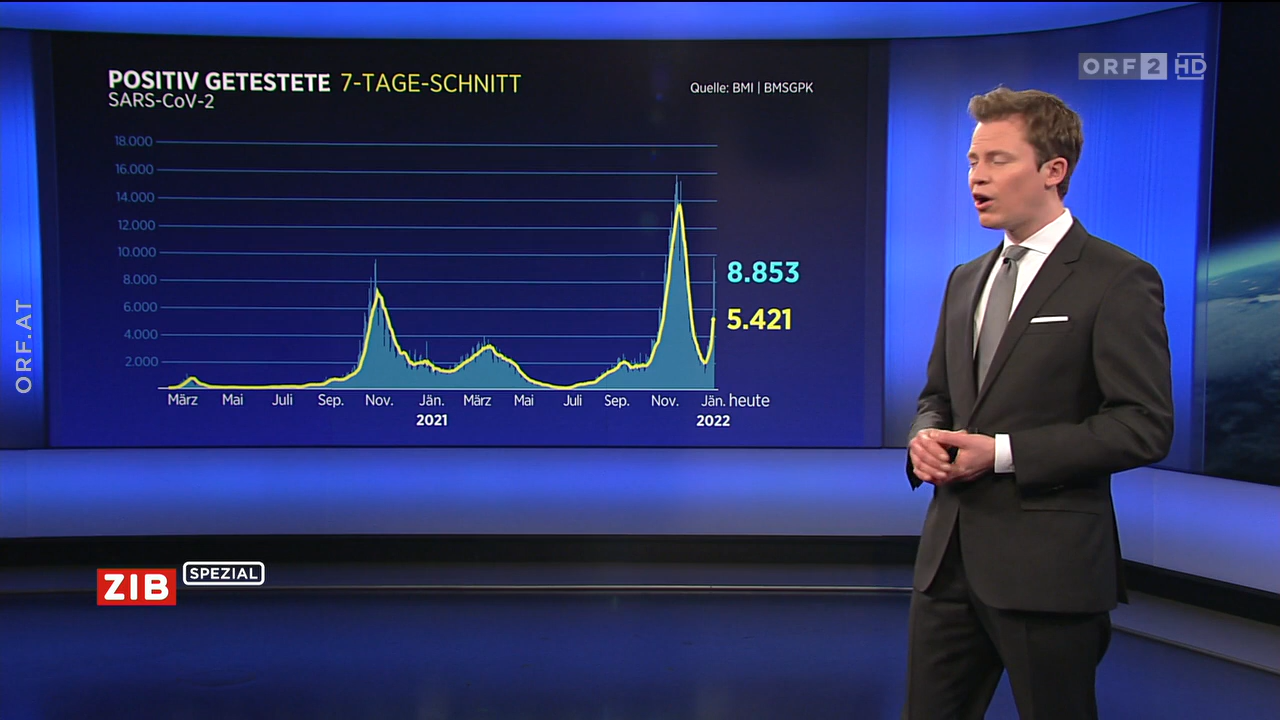 POSITIV GETESTETE 7-TAGE-SCHNITT
SARS-CoV-2
Quelle: BMI | BMSGPK
ORF 2 HD
18.000
16.000
14.000
12.000
10.000
8.000
6.000
4.000
2.000
8.853
5.421
März Mai Juli Sep. Nov. Jän. März Mai Juli Sep. Nov. Jän. heute
2021 2022
ORF.AT
ZIB SPEZIAL